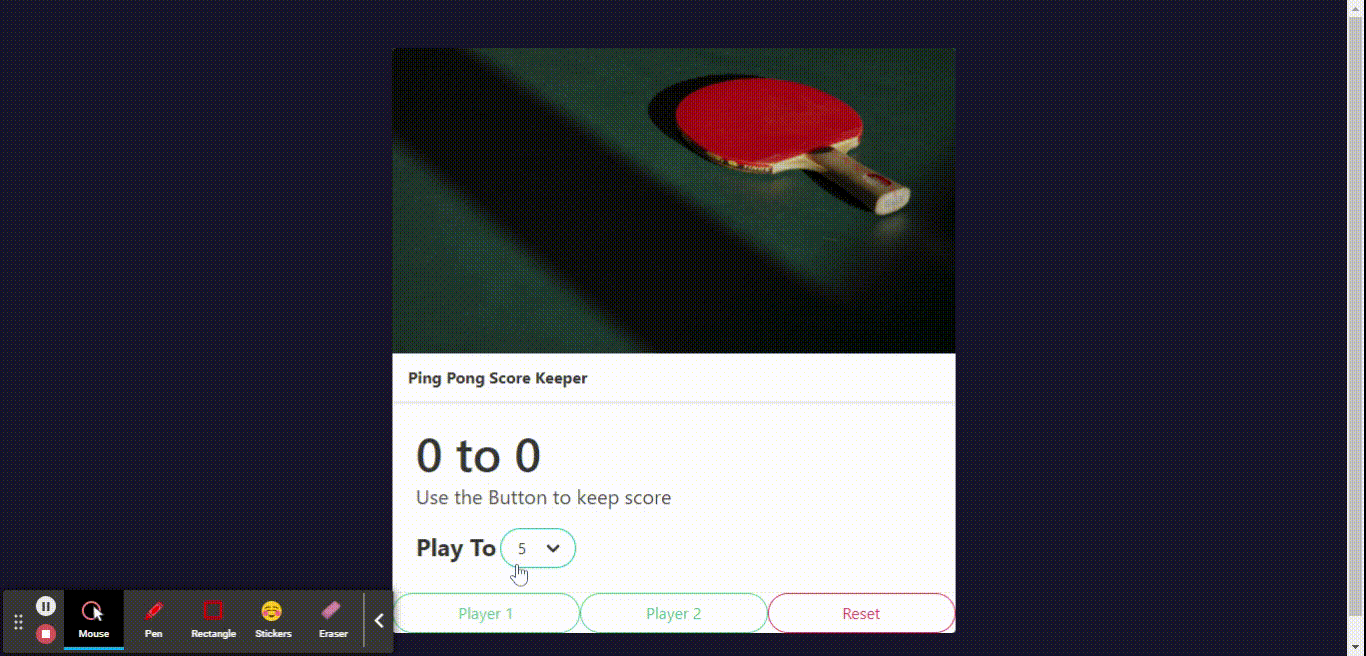 Ping Pong Score Keeper
0 to 0
Use the Button to keep score
Play To 5
Player 1 Player 2 Reset
Mouse Pen Rectangle Stickers Eraser